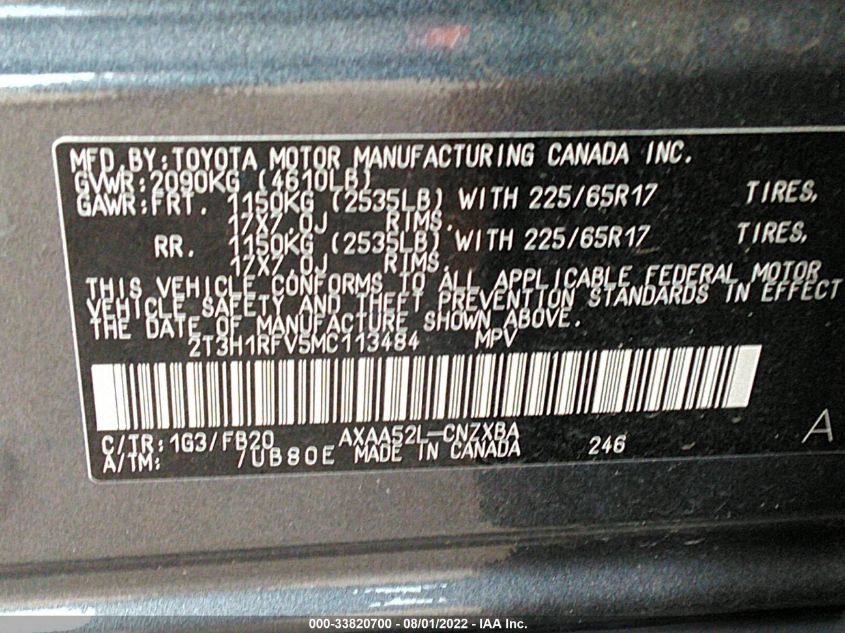 MFD. BY: TOYOTA MOTOR MANUFACTURING CANADA INC.
GVWR: 2090KG (4610LB)
GAWR: FRT. 1150KG (2535LB) WITH 225/65R17 TIRES,
17X7.0J RIMS.
RR. 1150KG (2535LB) WITH 225/65R17 TIRES,
17X7.0J RIMS.
THIS VEHICLE CONFORMS TO ALL APPLICABLE FEDERAL MOTOR
VEHICLE SAFETY AND THEFT PREVENTION STANDARDS IN EFFECT
THE DATE OF MANUFACTURE SHOWN ABOVE.
2T3H1RFV5MC113484 MPV
C/TR: 1G3/FB20 AXAA52L-CNZXBA A
A/TM: /UB80E MADE IN CANADA 246
000-33820700 - 08/01/2022 - IAA Inc.